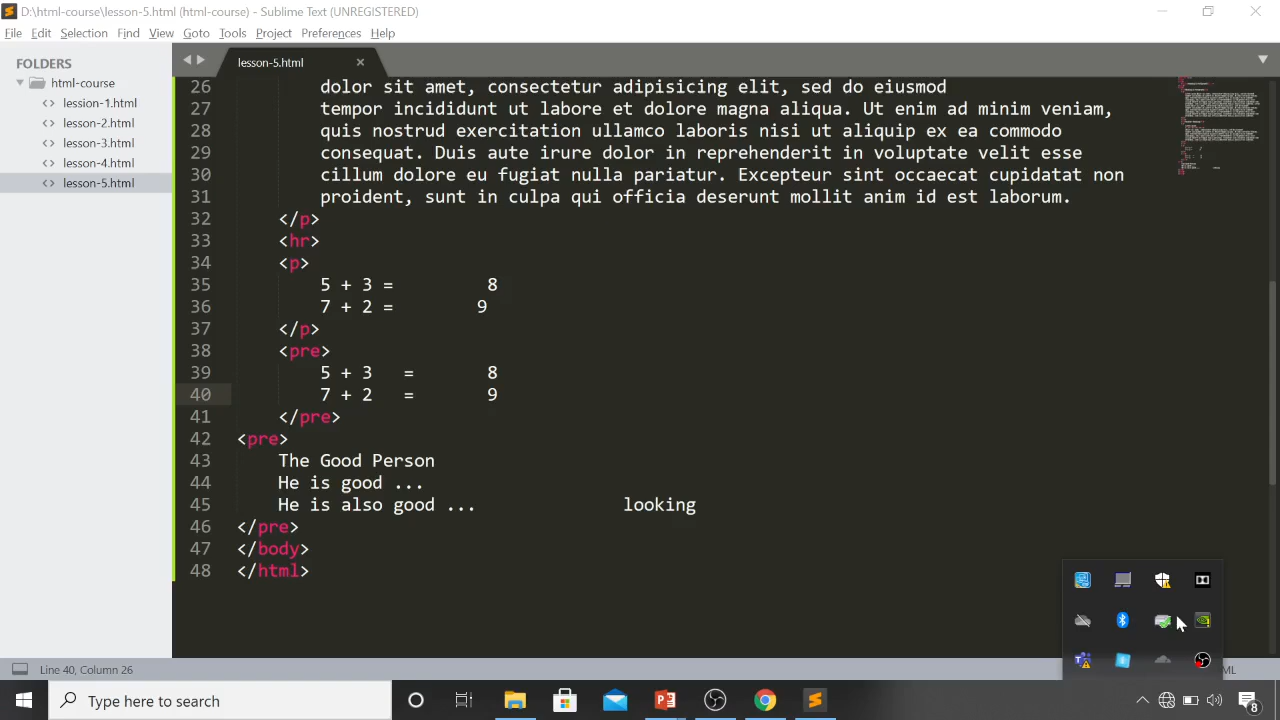 D:\html-course\lesson-5.html (html-course) - Sublime Text (UNREGISTERED)
File Edit Selection Find View Goto Tools Project Preferences Help
FOLDERS
html-course
lession-1.html
lesson-2.html
lesson-3.html
lesson-4.html
lesson-5.html
lesson-5.html
26 dolor sit amet, consectetur adipisicing elit, sed do eiusmod
27 tempor incididunt ut labore et dolore magna aliqua. Ut enim ad minim veniam,
28 quis nostrud exercitation ullamco laboris nisi ut aliquip ex ea commodo
29 consequat. Duis aute irure dolor in reprehenderit in voluptate velit esse
30 cillum dolore eu fugiat nulla pariatur. Excepteur sint occaecat cupidatat non
31 proident, sunt in culpa qui officia deserunt mollit anim id est laborum.
32 </p>
33 <hr>
34 <p>
35 5 + 3 = 8
36 7 + 2 = 9
37 </p>
38 <pre>
39 5 + 3 = 8
40 7 + 2 = 9
41 </pre>
42 <pre>
43 The Good Person
44 He is good ...
45 He is also good ... looking
46 </pre>
47 </body>
48 </html>
Line 40, Column 26
Type here to search
8